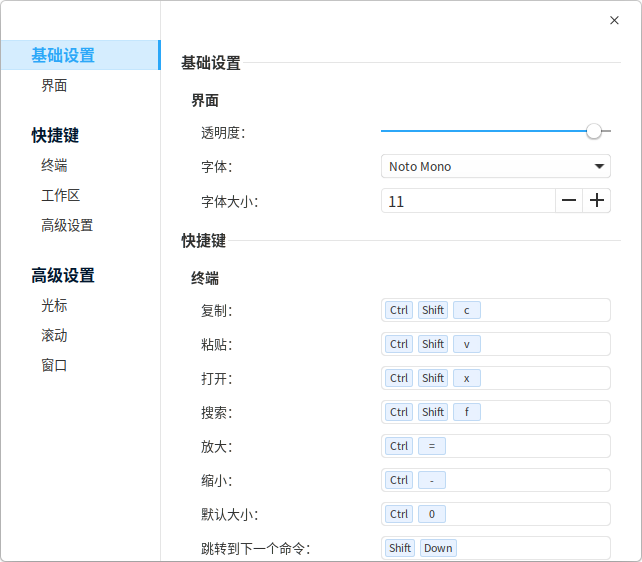 基础设置
界面
快捷键
终端
工作区
高级设置
高级设置
光标
滚动
窗口
基础设置
界面
透明度:
字体: Noto Mono
字体大小: 11
快捷键
终端
复制: Ctrl Shift c
粘贴: Ctrl Shift v
打开: Ctrl Shift x
搜索: Ctrl Shift f
放大: Ctrl =
缩小: Ctrl -
默认大小: Ctrl 0
跳转到下一个命令: Shift Down